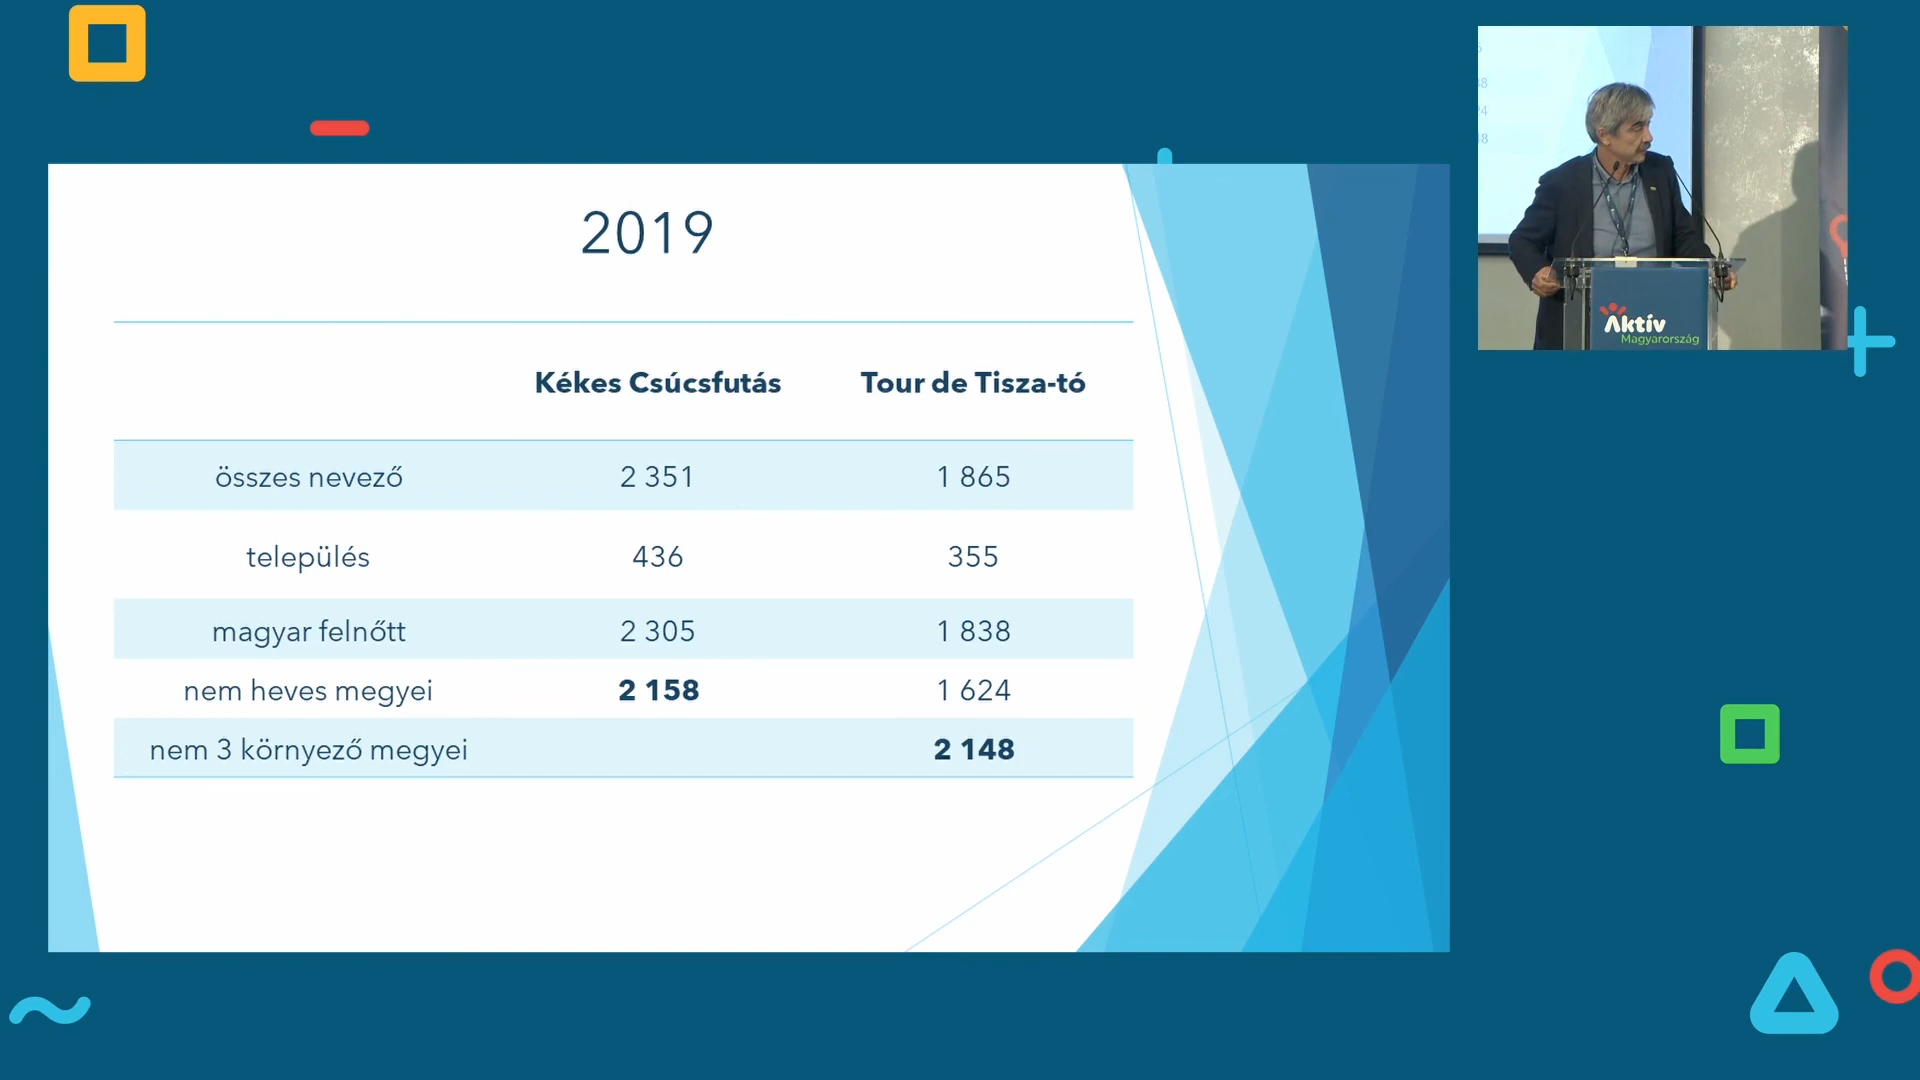 2019
Kékes Csúcsfutás Tour de Tisza-tó
összes nevező 2 351 1 865
település 436 355
magyar felnőtt 2 305 1 838
nem heves megyei 2 158 1 624
nem 3 környező megyei 2 148
Aktív
Magyarország